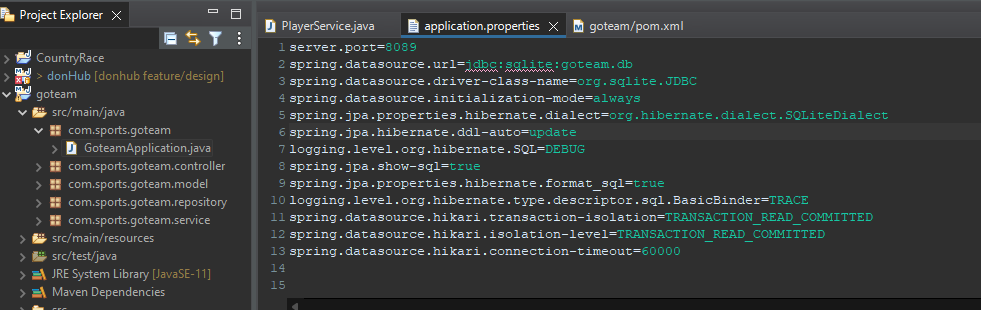 Project Explorer
CountryRace
> donHub [donhub feature/design]
goteam
src/main/java
com.sports.goteam
GoteamApplication.java
com.sports.goteam.controller
com.sports.goteam.model
com.sports.goteam.repository
com.sports.goteam.service
src/main/resources
src/test/java
JRE System Library [JavaSE-11]
Maven Dependencies
src
PlayerService.java
application.properties
goteam/pom.xml
1 server.port=8089
2 spring.datasource.url=jdbc:sqlite:goteam.db
3 spring.datasource.driver-class-name=org.sqlite.JDBC
4 spring.datasource.initialization-mode=always
5 spring.jpa.properties.hibernate.dialect=org.hibernate.dialect.SQLiteDialect
6 spring.jpa.hibernate.ddl-auto=update
7 logging.level.org.hibernate.SQL=DEBUG
8 spring.jpa.show-sql=true
9 spring.jpa.properties.hibernate.format_sql=true
10 logging.level.org.hibernate.type.descriptor.sql.BasicBinder=TRACE
11 spring.datasource.hikari.transaction-isolation=TRANSACTION_READ_COMMITTED
12 spring.datasource.hikari.isolation-level=TRANSACTION_READ_COMMITTED
13 spring.datasource.hikari.connection-timeout=60000
14
15